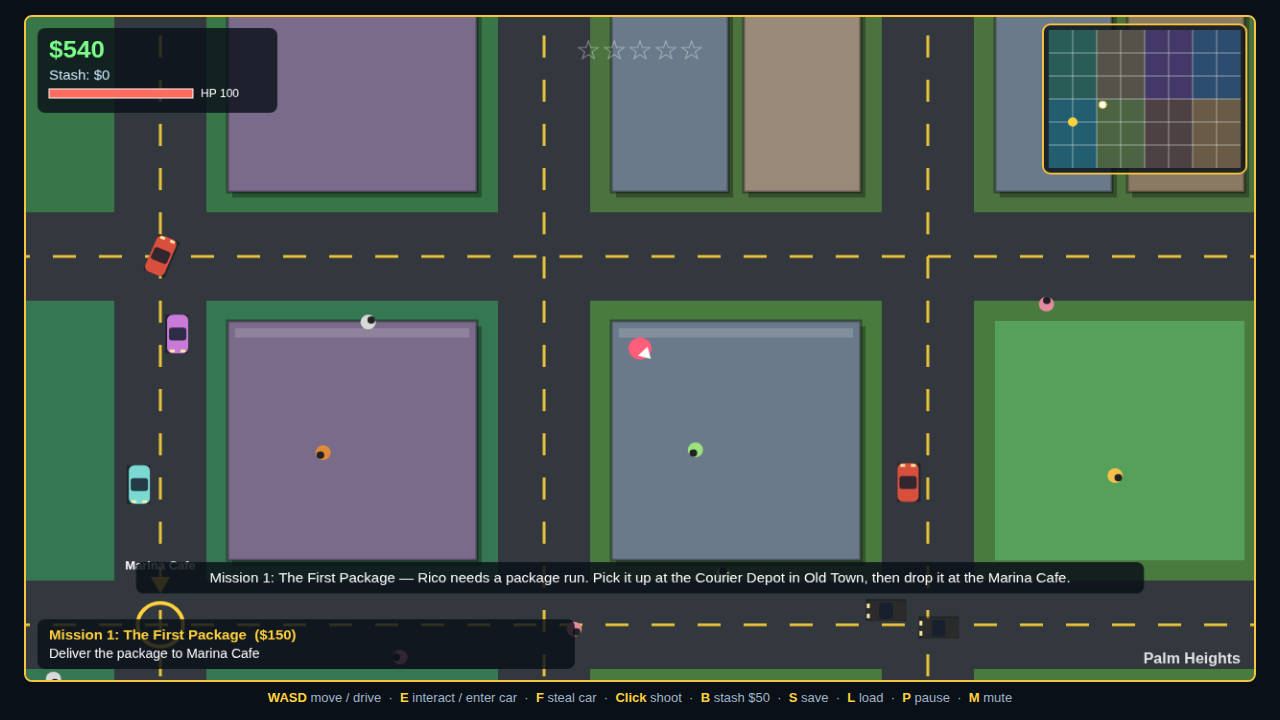 $540
Stash: $0
HP 100
Marina Cafe
Mission 1: The First Package — Rico needs a package run. Pick it up at the Courier Depot in Old Town, then drop it at the Marina Cafe.
Mission 1: The First Package ($150)
Deliver the package to Marina Cafe
Palm Heights
WASD move / drive · E interact / enter car · F steal car · Click shoot · B stash $50 · S save · L load · P pause · M mute